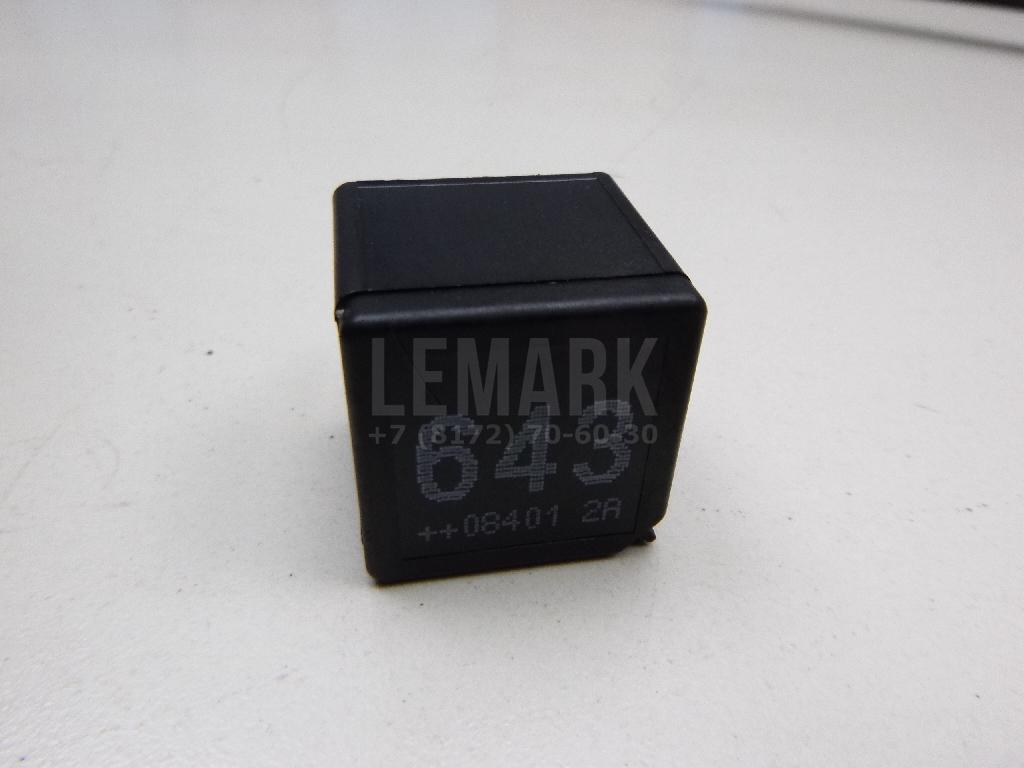 LEMARK
+7 (8172) 70-60-30
643
++08401 2A